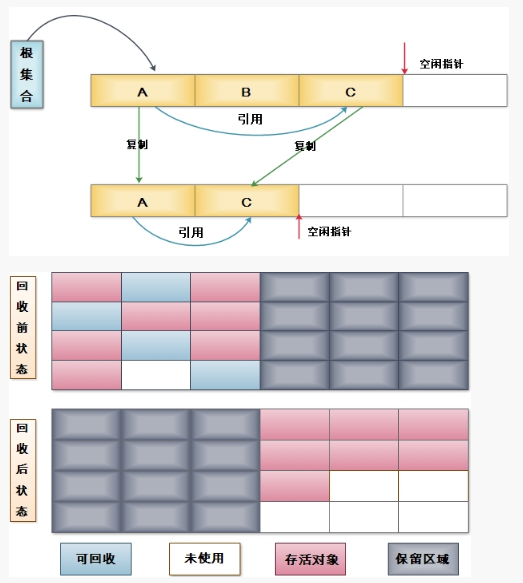 根集合
空闲指针
A B C
引用
复制 复制
A C
引用 空闲指针
回收前状态
回收后状态
可回收 未使用 存活对象 保留区域